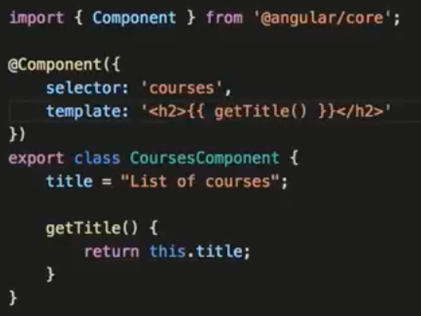 import { Component } from '@angular/core';
@Component({
selector: 'courses',
template: '<h2>{{ getTitle() }}</h2>'
})
export class CoursesComponent {
title = "List of courses";
getTitle() {
return this.title;
}
}